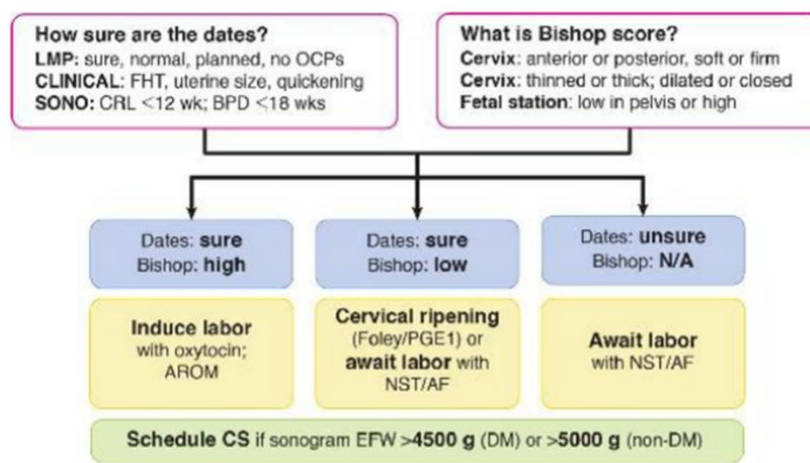 How sure are the dates?
LMP: sure, normal, planned, no OCPs
CLINICAL: FHT, uterine size, quickening
SONO: CRL <12 wk; BPD <18 wks
What is Bishop score?
Cervix: anterior or posterior, soft or firm
Cervix: thinned or thick; dilated or closed
Fetal station: low in pelvis or high
Dates: sure
Bishop: high
Dates: sure
Bishop: low
Dates: unsure
Bishop: N/A
Induce labor
with oxytocin;
AROM
Cervical ripening
(Foley/PGE1) or
await labor with
NST/AF
Await labor
with NST/AF
Schedule CS if sonogram EFW >4500 g (DM) or >5000 g (non-DM)